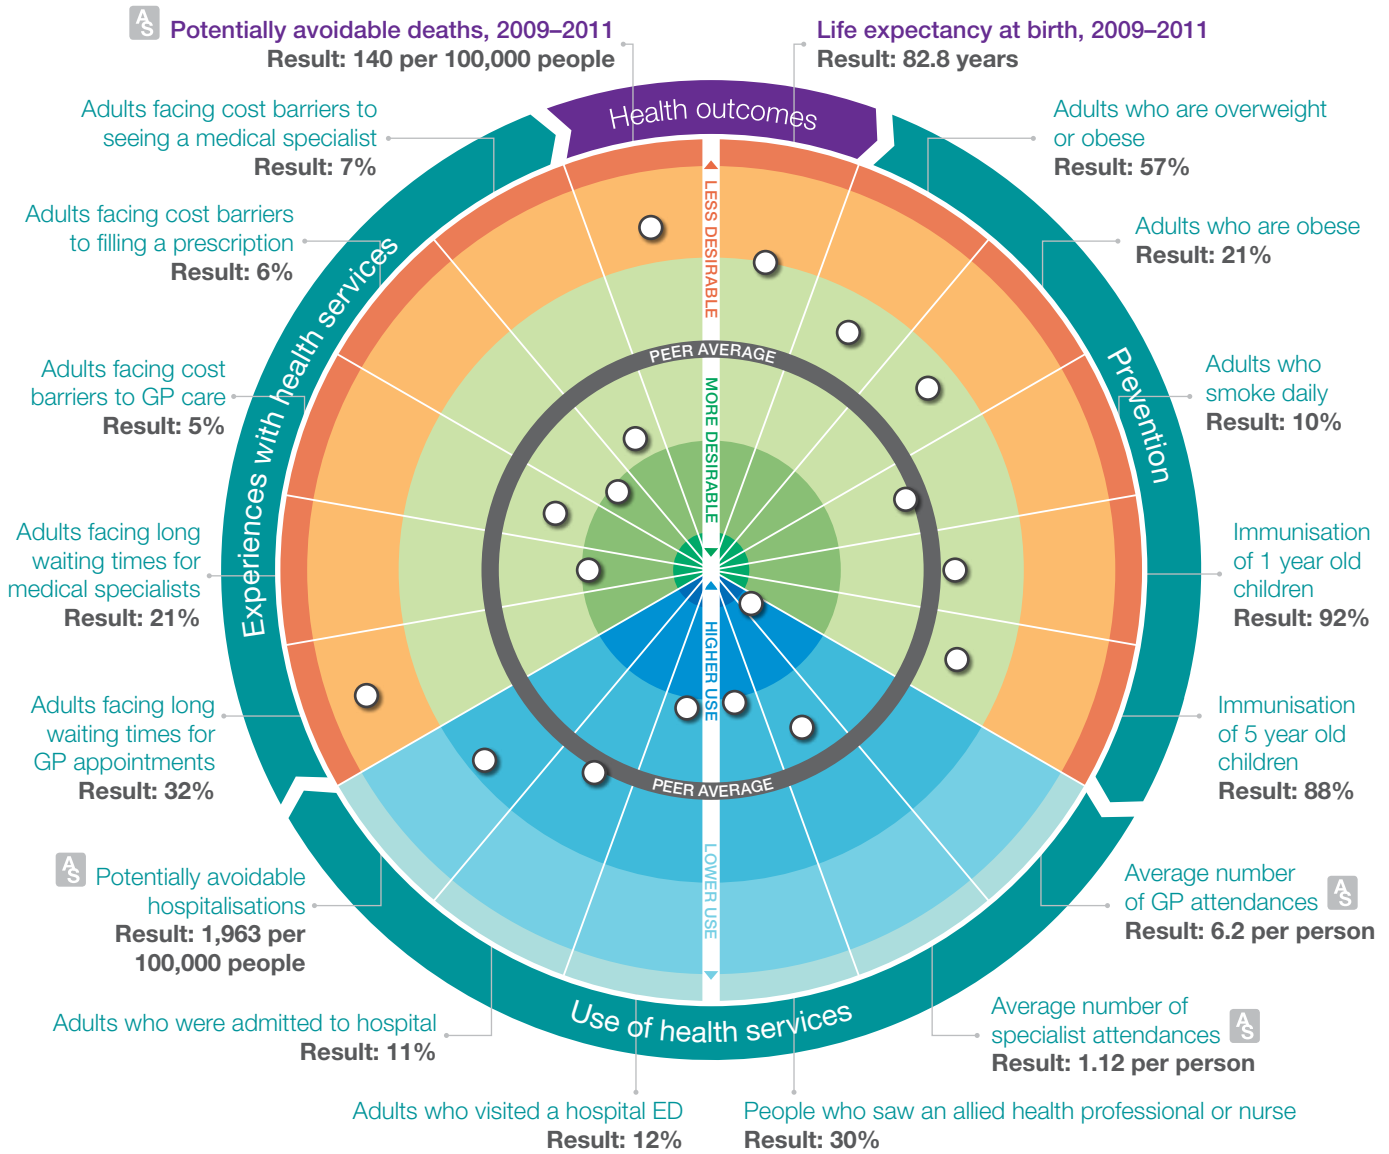 AS Potentially avoidable deaths, 2009–2011
Result: 140 per 100,000 people
Life expectancy at birth, 2009–2011
Result: 82.8 years
Health outcomes
Adults facing cost barriers to
seeing a medical specialist
Result: 7%
Adults who are overweight
or obese
Result: 57%
Adults facing cost barriers
to filling a prescription
Result: 6%
Adults who are obese
Result: 21%
Experiences with health services
Prevention
Adults facing cost
barriers to GP care
Result: 5%
Adults who
smoke daily
Result: 10%
LESS DESIRABLE
PEER AVERAGE
MORE DESIRABLE
HIGHER USE
PEER AVERAGE
LOWER USE
Adults facing long
waiting times for
medical specialists
Result: 21%
Immunisation
of 1 year old
children
Result: 92%
Adults facing long
waiting times for
GP appointments
Result: 32%
Immunisation
of 5 year old
children
Result: 88%
AS Potentially avoidable
hospitalisations
Result: 1,963 per
100,000 people
Average number
of GP attendances AS
Result: 6.2 per person
Use of health services
Adults who were admitted to hospital
Result: 11%
Average number of
specialist attendances AS
Result: 1.12 per person
Adults who visited a hospital ED
Result: 12%
People who saw an allied health professional or nurse
Result: 30%